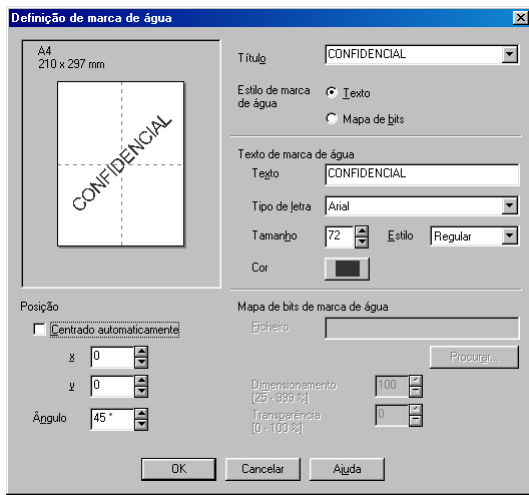 Definição de marca de água
A4
210 x 297 mm
CONFIDENCIAL
Título CONFIDENCIAL
Estilo de marca de água
Texto
Mapa de bits
Texto de marca de água
Texto CONFIDENCIAL
Tipo de letra Arial
Tamanho 72 Estilo Regular
Cor
Posição
Centrado automaticamente
x 0
y 0
Ângulo 45 °
Mapa de bits de marca de água
Ficheiro
Procurar...
Dimensionamento 100
[25 - 999 %]
Transparência 0
[0 - 100 %]
OK Cancelar Ajuda